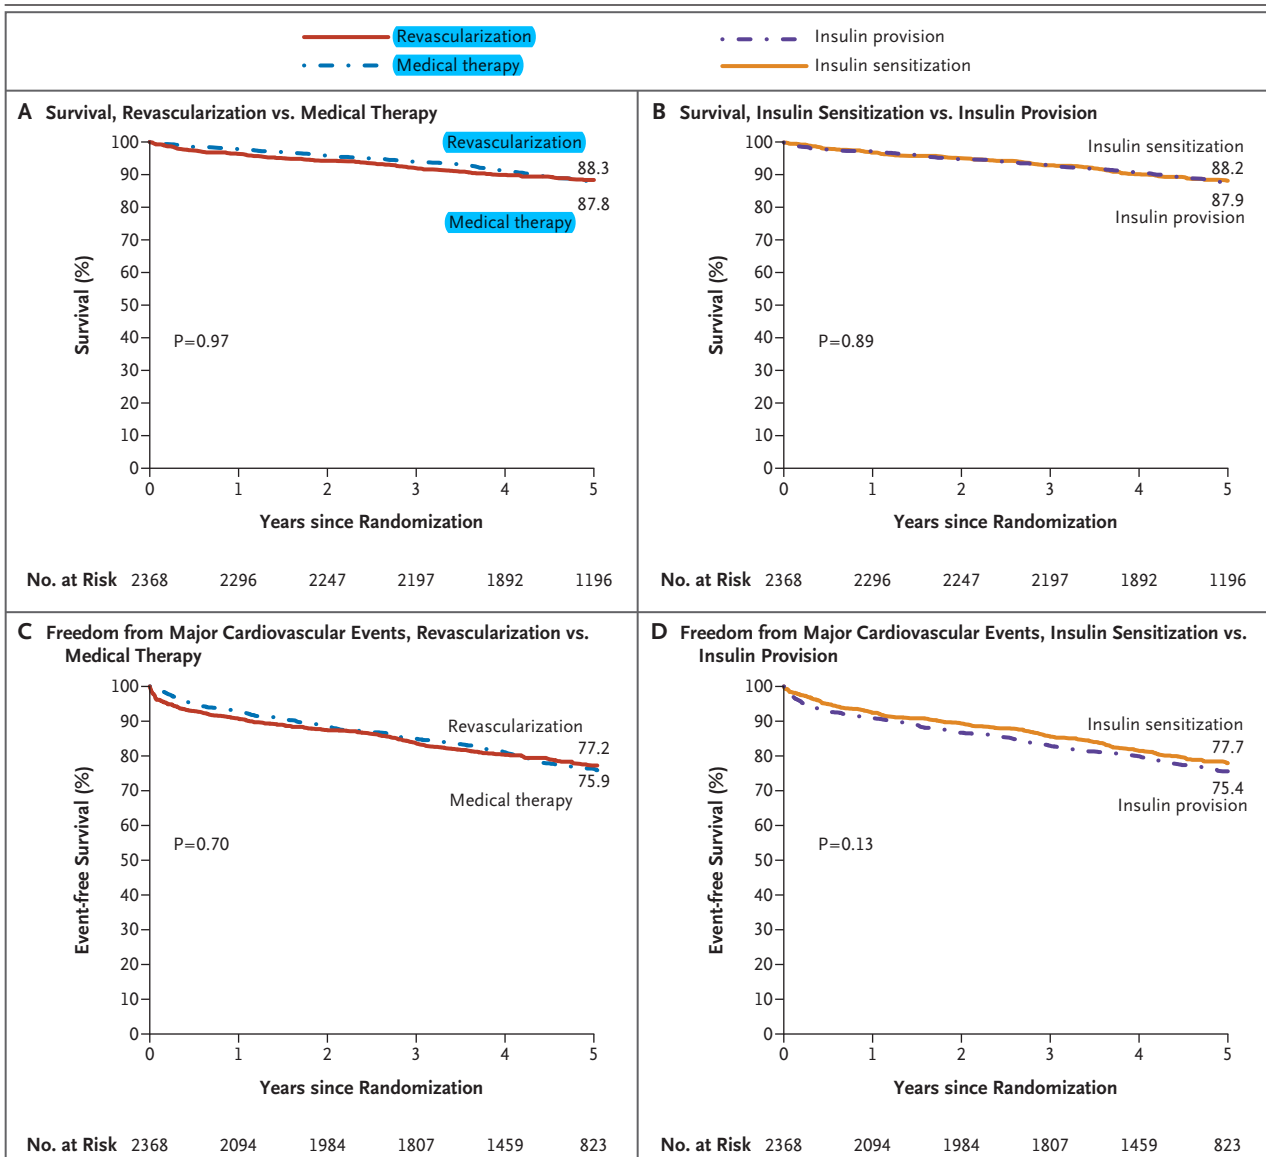 Revascularization
Medical therapy
Insulin provision
Insulin sensitization
A Survival, Revascularization vs. Medical Therapy
100
90
80
70
60
50
40
30
20
10
0
Survival (%)
Revascularization
88.3
87.8
Medical therapy
P=0.97
0 1 2 3 4 5
Years since Randomization
No. at Risk 2368 2296 2247 2197 1892 1196
B Survival, Insulin Sensitization vs. Insulin Provision
100
90
80
70
60
50
40
30
20
10
0
Survival (%)
Insulin sensitization
88.2
87.9
Insulin provision
P=0.89
0 1 2 3 4 5
Years since Randomization
No. at Risk 2368 2296 2247 2197 1892 1196
C Freedom from Major Cardiovascular Events, Revascularization vs.
Medical Therapy
100
90
80
70
60
50
40
30
20
10
0
Event-free Survival (%)
Revascularization
77.2
75.9
Medical therapy
P=0.70
0 1 2 3 4 5
Years since Randomization
No. at Risk 2368 2094 1984 1807 1459 823
D Freedom from Major Cardiovascular Events, Insulin Sensitization vs.
Insulin Provision
100
90
80
70
60
50
40
30
20
10
0
Event-free Survival (%)
Insulin sensitization
77.7
75.4
Insulin provision
P=0.13
0 1 2 3 4 5
Years since Randomization
No. at Risk 2368 2094 1984 1807 1459 823